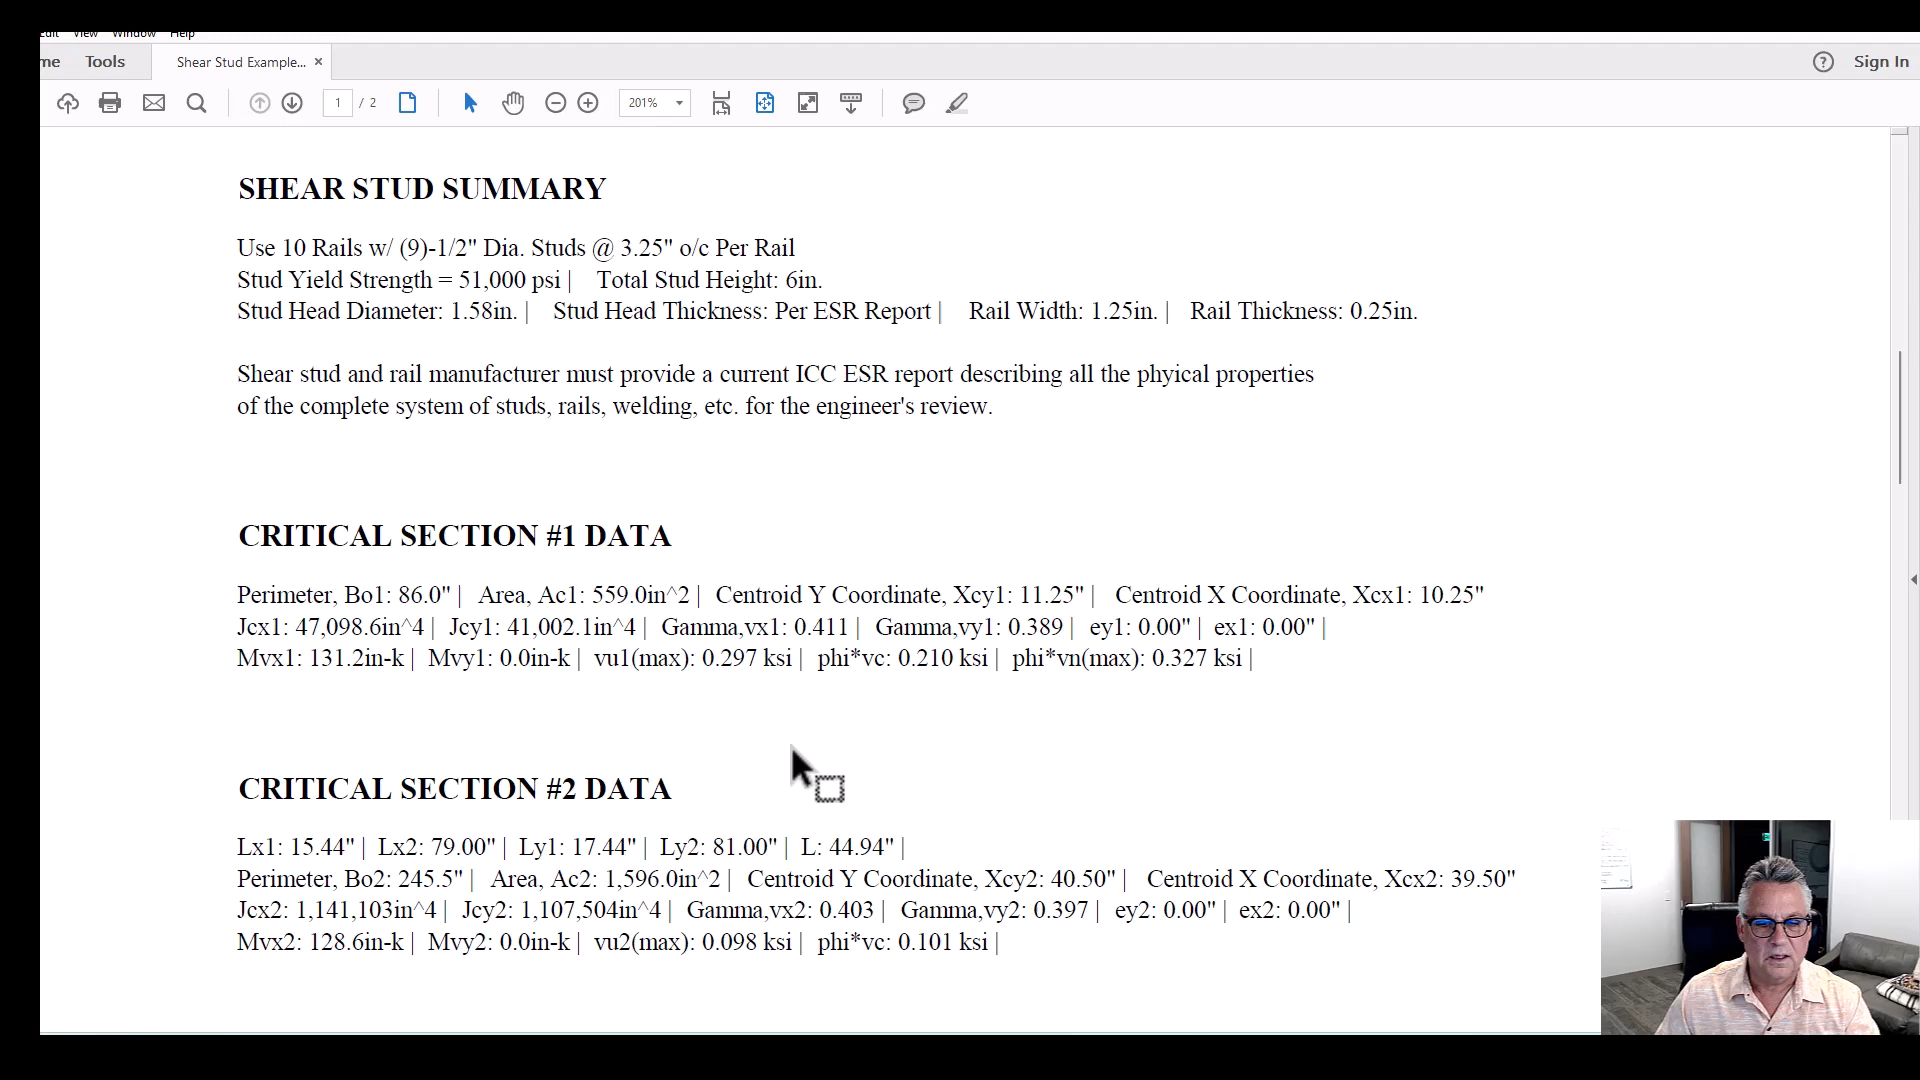 Edit View Window Help
me Tools Shear Stud Example... × ? Sign In
1 / 2 201%
SHEAR STUD SUMMARY
Use 10 Rails w/ (9)-1/2" Dia. Studs @ 3.25" o/c Per Rail
Stud Yield Strength = 51,000 psi | Total Stud Height: 6in.
Stud Head Diameter: 1.58in. | Stud Head Thickness: Per ESR Report | Rail Width: 1.25in. | Rail Thickness: 0.25in.
Shear stud and rail manufacturer must provide a current ICC ESR report describing all the phyical properties
of the complete system of studs, rails, welding, etc. for the engineer's review.
CRITICAL SECTION #1 DATA
Perimeter, Bo1: 86.0" | Area, Ac1: 559.0in^2 | Centroid Y Coordinate, Xcy1: 11.25" | Centroid X Coordinate, Xcx1: 10.25"
Jcx1: 47,098.6in^4 | Jcy1: 41,002.1in^4 | Gamma,vx1: 0.411 | Gamma,vy1: 0.389 | ey1: 0.00" | ex1: 0.00" |
Mvx1: 131.2in-k | Mvy1: 0.0in-k | vu1(max): 0.297 ksi | phi*vc: 0.210 ksi | phi*vn(max): 0.327 ksi |
CRITICAL SECTION #2 DATA
Lx1: 15.44" | Lx2: 79.00" | Ly1: 17.44" | Ly2: 81.00" | L: 44.94" |
Perimeter, Bo2: 245.5" | Area, Ac2: 1,596.0in^2 | Centroid Y Coordinate, Xcy2: 40.50" | Centroid X Coordinate, Xcx2: 39.50"
Jcx2: 1,141,103in^4 | Jcy2: 1,107,504in^4 | Gamma,vx2: 0.403 | Gamma,vy2: 0.397 | ey2: 0.00" | ex2: 0.00" |
Mvx2: 128.6in-k | Mvy2: 0.0in-k | vu2(max): 0.098 ksi | phi*vc: 0.101 ksi |